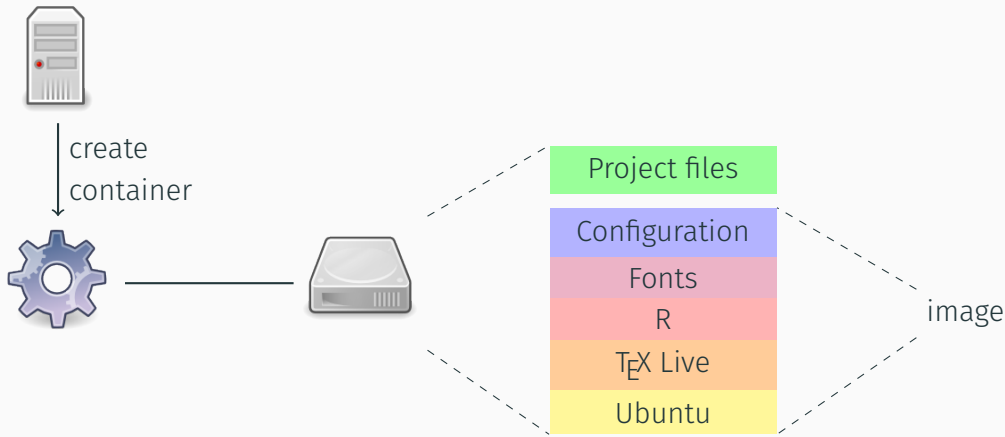 create
container
Project files
Configuration
Fonts
R
TEX Live
Ubuntu
image